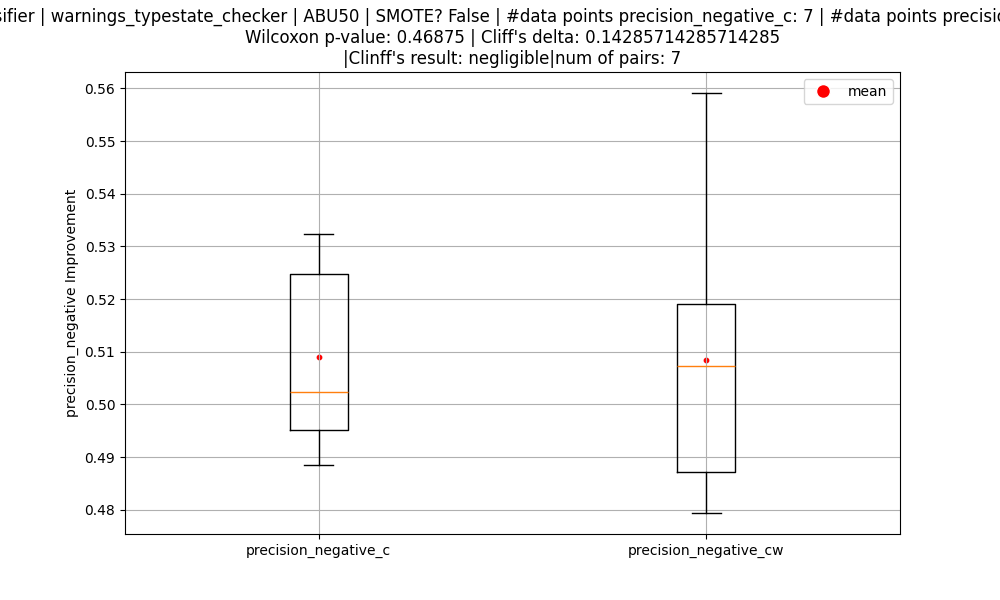 | warnings_typestate_checker | ABU50 | SMOTE? False | #data points precision_negative_c: 7 | #data points
Wilcoxon p-value: 0.46875 | Cliff's delta: 0.14285714285714285
|Clinff's result: negligible|num of pairs: 7
mean
0.56
0.55
0.54
0.53
0.52
0.51
0.50
0.49
0.48
precision_negative Improvement
precision_negative_c
precision_negative_cw